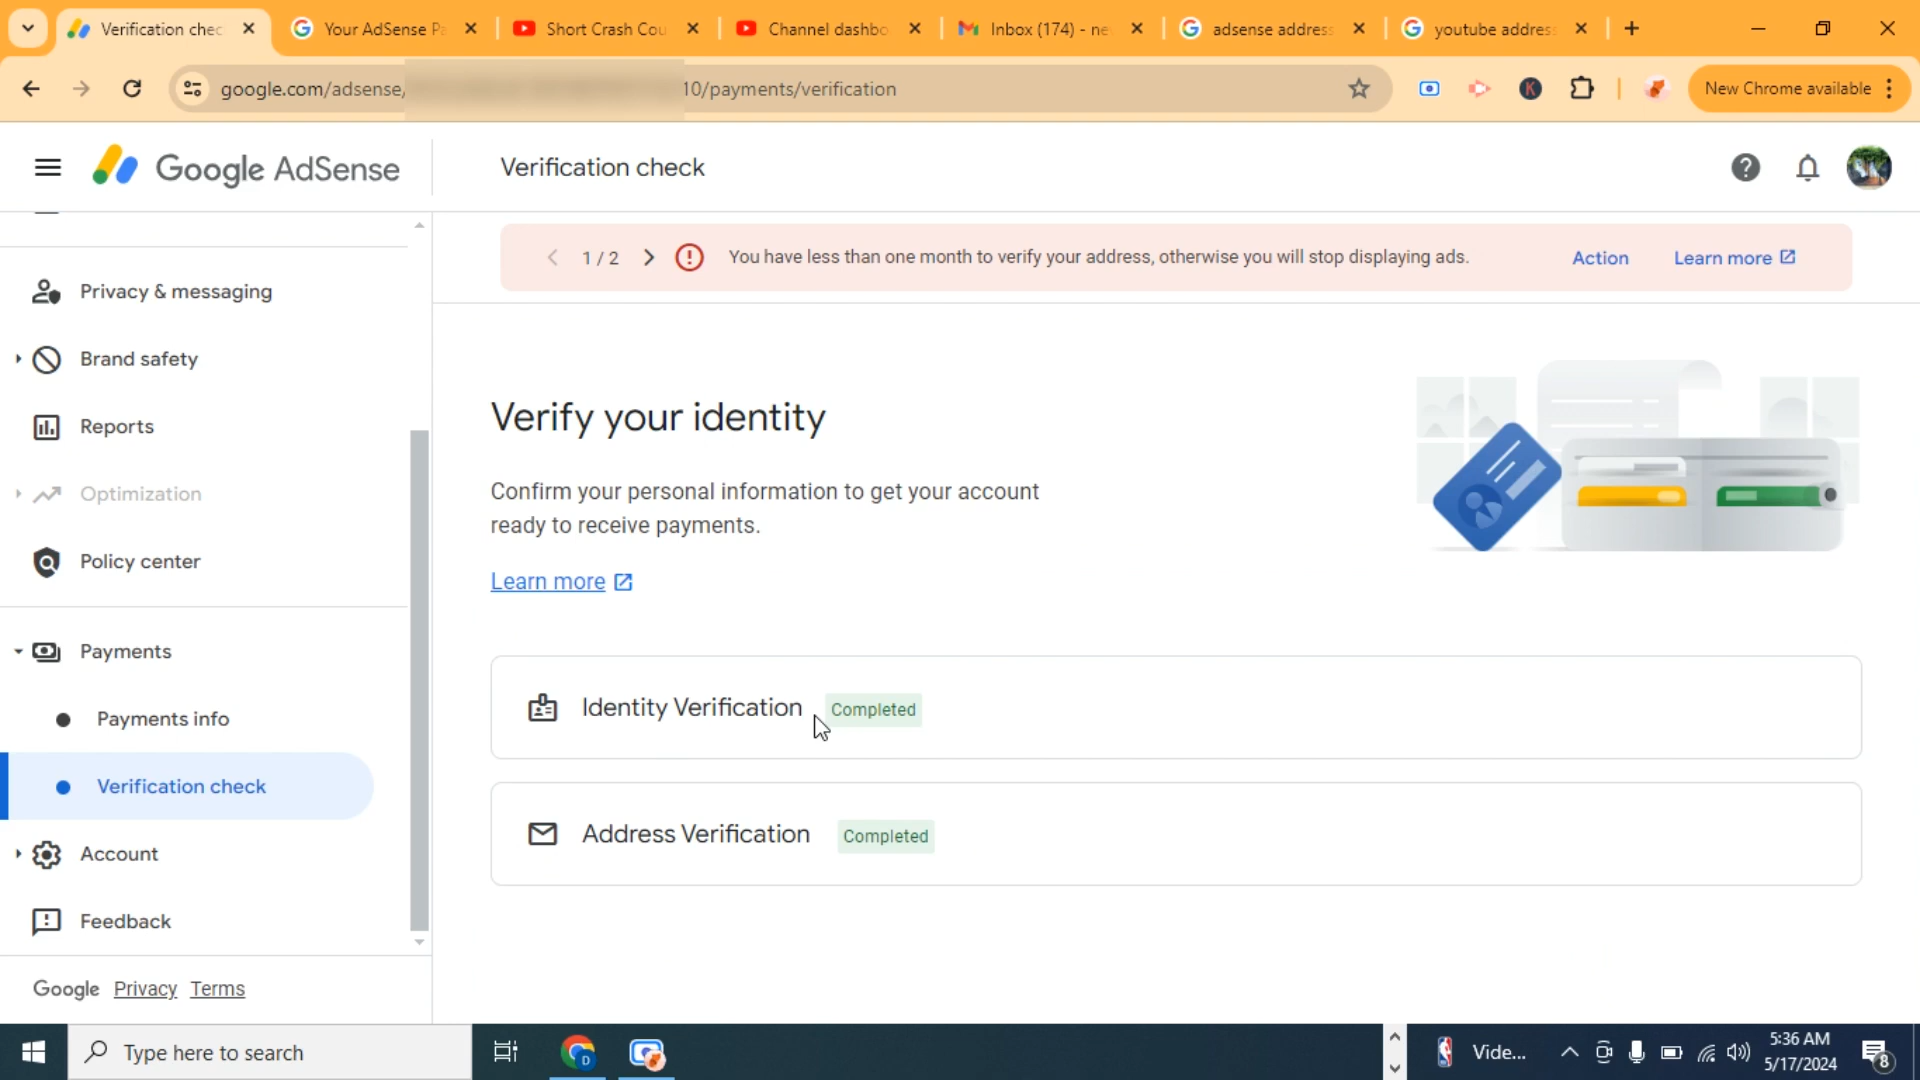 Verification chec
Your AdSense Pa
Short Crash Cou
Channel dashbo
Inbox (174) - ne
adsense address
youtube address
google.com/adsense/
10/payments/verification
K
New Chrome available
Google AdSense
Verification check
1 / 2
You have less than one month to verify your address, otherwise you will stop displaying ads.
Action
Learn more
Privacy & messaging
Brand safety
Reports
Optimization
Policy center
Payments
Payments info
Verification check
Account
Feedback
Google Privacy Terms
Verify your identity
Confirm your personal information to get your account
ready to receive payments.
Learn more
Identity Verification Completed
Address Verification Completed
Type here to search
D
Vide...
5:36 AM
5/17/2024
8